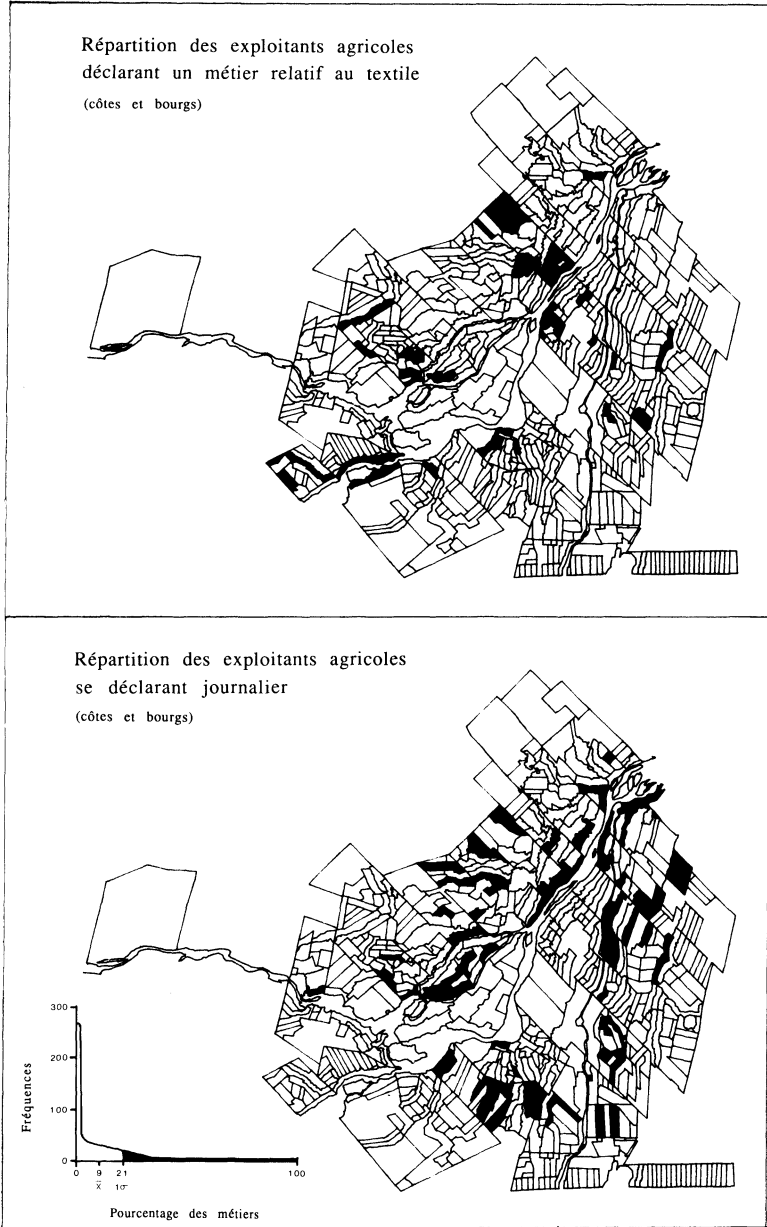 Répartition des exploitants agricoles
déclarant un métier relatif au textile
(côtes et bourgs)
Répartition des exploitants agricoles
se déclarant journalier
(côtes et bourgs)
300
200
100
0
Fréquences
0 9 21 100
x̄ 1σ
Pourcentage des métiers